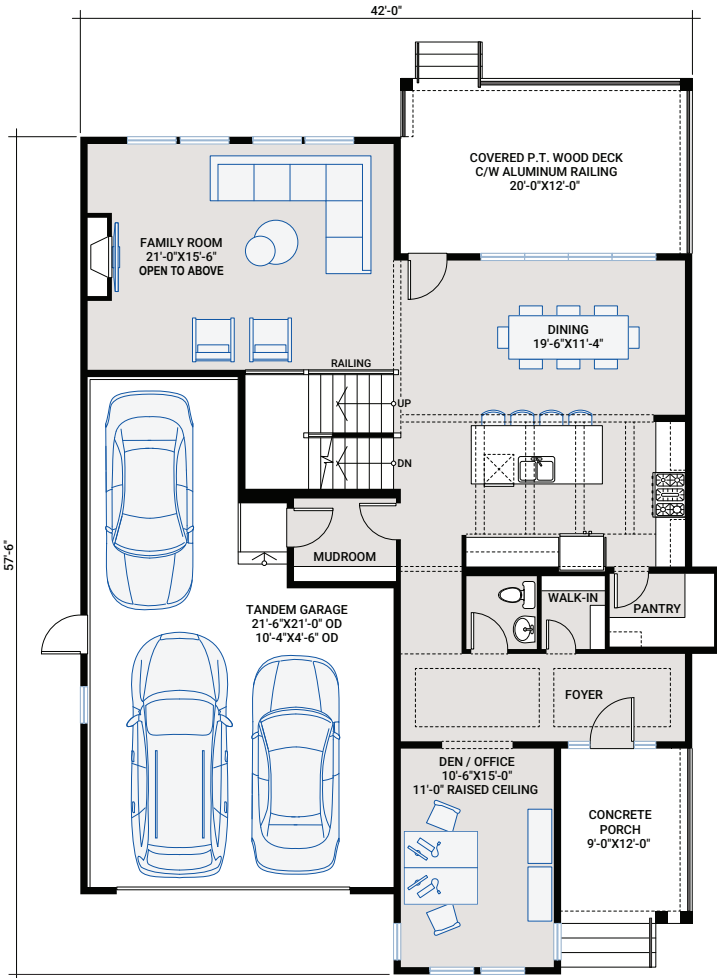 42'-0"
COVERED P.T. WOOD DECK
C/W ALUMINUM RAILING
20'-0"X12'-0"
FAMILY ROOM
21'-0"X15'-6"
OPEN TO ABOVE
DINING
19'-6"X11'-4"
RAILING
UP
DN
57'-6"
MUDROOM
WALK-IN
PANTRY
TANDEM GARAGE
21'-6"X21'-0" OD
10'-4"X4'-6" OD
FOYER
DEN / OFFICE
10'-6"X15'-0"
11'-0" RAISED CEILING
CONCRETE
PORCH
9'-0"X12'-0"